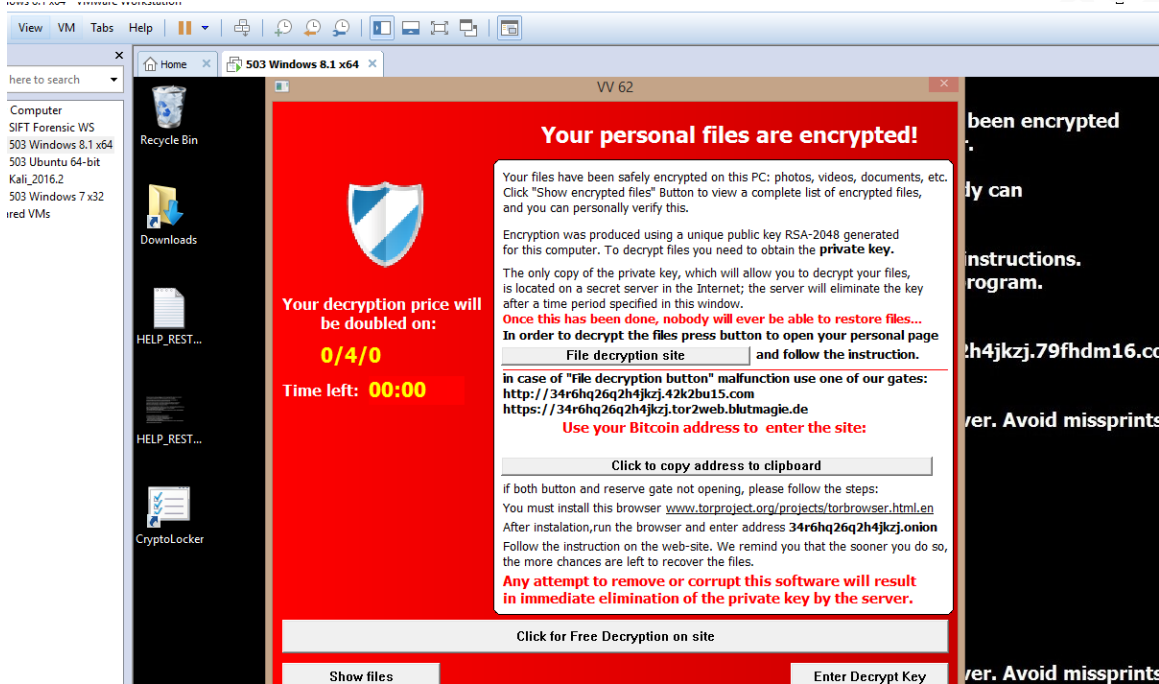 View VM Tabs Help
Home
503 Windows 8.1 x64
here to search
Computer
SIFT Forensic WS
503 Windows 8.1 x64
503 Ubuntu 64-bit
Kali_2016.2
503 Windows 7 x32
VMs
Recycle Bin
Downloads
HELP_REST...
HELP_REST...
CryptoLocker
VV 62
Your personal files are encrypted!
Your files have been safely encrypted on this PC: photos, videos, documents, etc.
Click "Show encrypted files" Button to view a complete list of encrypted files,
and you can personally verify this.
Encryption was produced using a unique public key RSA-2048 generated
for this computer. To decrypt files you need to obtain the private key.
The only copy of the private key, which will allow you to decrypt your files,
is located on a secret server in the Internet; the server will eliminate the key
after a time period specified in this window.
Once this has been done, nobody will ever be able to restore files...
In order to decrypt the files press button to open your personal page
File decryption site and follow the instruction.
in case of "File decryption button" malfunction use one of our gates:
http://34r6hq26q2h4jkzj.42k2bu15.com
https://34r6hq26q2h4jkzj.tor2web.blutmagie.de
Use your Bitcoin address to enter the site:
Click to copy address to clipboard
if both button and reserve gate not opening, please follow the steps:
You must install this browser www.torproject.org/projects/torbrowser.html.en
After instalation,run the browser and enter address 34r6hq26q2h4jkzj.onion
Follow the instruction on the web-site. We remind you that the sooner you do so,
the more chances are left to recover the files.
Any attempt to remove or corrupt this software will result
in immediate elimination of the private key by the server.
Your decryption price will
be doubled on:
0/4/0
Time left: 00:00
Click for Free Decryption on site
Show files
Enter Decrypt Key
been encrypted
can
instructions.
2h4jkzj.79fhdm16.co
Avoid missprints
Avoid missprints